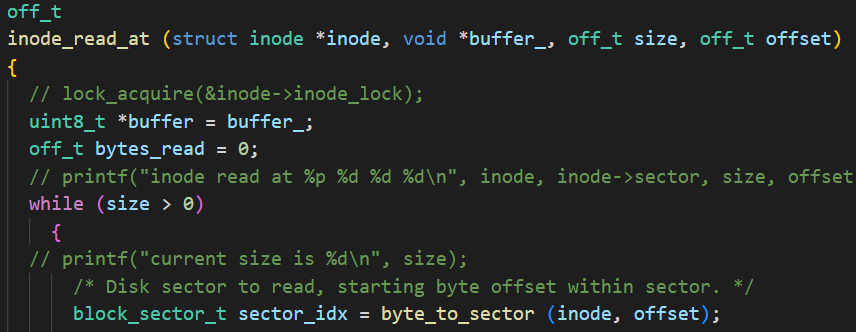 off_t
inode_read_at (struct inode *inode, void *buffer_, off_t size, off_t offset)
{
  // lock_acquire(&inode->inode_lock);
  uint8_t *buffer = buffer_;
  off_t bytes_read = 0;
  // printf("inode read at %p %d %d %d\n", inode, inode->sector, size, offset
  while (size > 0)
    {
  // printf("current size is %d\n", size);
      /* Disk sector to read, starting byte offset within sector. */
      block_sector_t sector_idx = byte_to_sector (inode, offset);